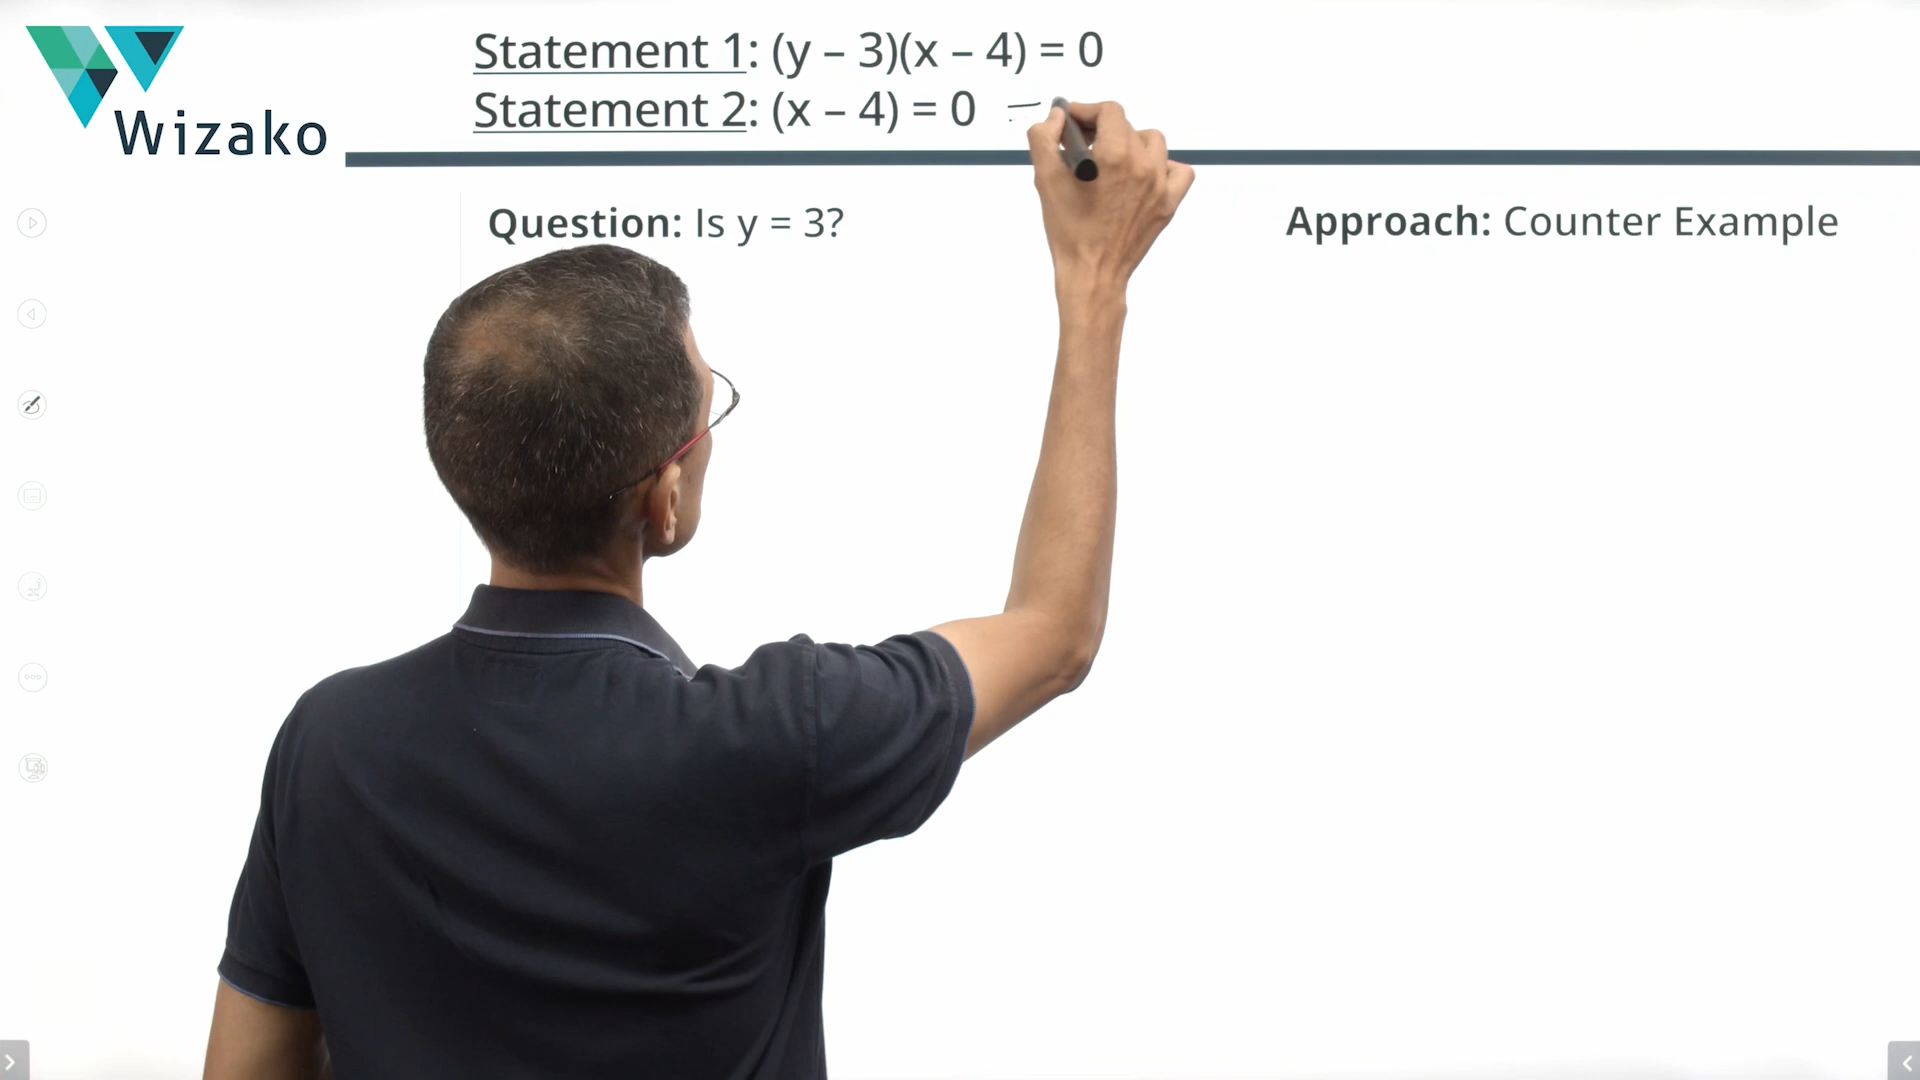 Wizako
Statement 1: (y – 3)(x – 4) = 0
Statement 2: (x – 4) = 0
Question: Is y = 3?
Approach: Counter Example